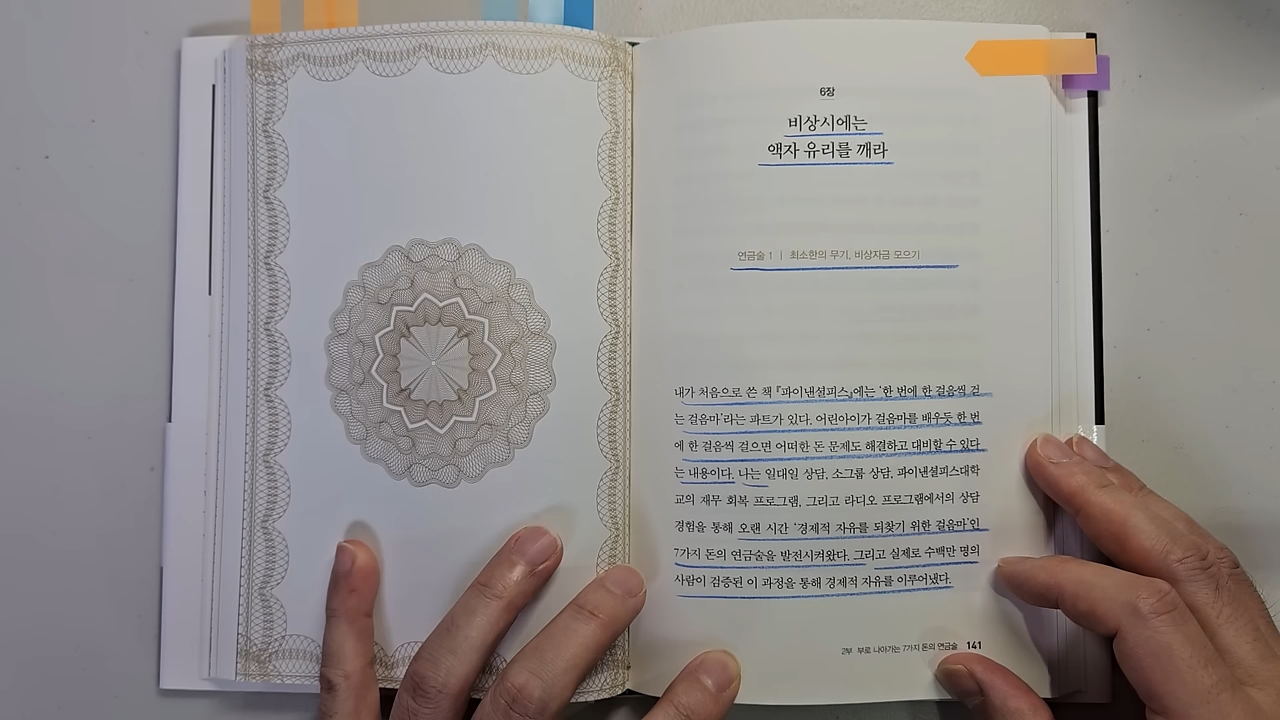 6장
비상시에는
액자 유리를 깨라
연금술 1 | 최소한의 무기, 비상자금 모으기
내가 처음으로 쓴 책 『파이낸셜피스』에는 '한 번에 한 걸음씩 걷
는 걸음마'라는 파트가 있다. 어린아이가 걸음마를 배우듯 한 번
에 한 걸음씩 걸으면 어떠한 돈 문제도 해결하고 대비할 수 있다
는 내용이다. 나는 일대일 상담, 소그룹 상담, 파이낸셜피스대학
교의 재무 회복 프로그램, 그리고 라디오 프로그램에서의 상담
경험을 통해 오랜 시간 '경제적 자유를 되찾기 위한 걸음마'인
7가지 돈의 연금술을 발전시켜왔다. 그리고 실제로 수백만 명의
사람이 검증된 이 과정을 통해 경제적 자유를 이루어냈다.
2부 부로 나아가는 7가지 돈의 연금술 141